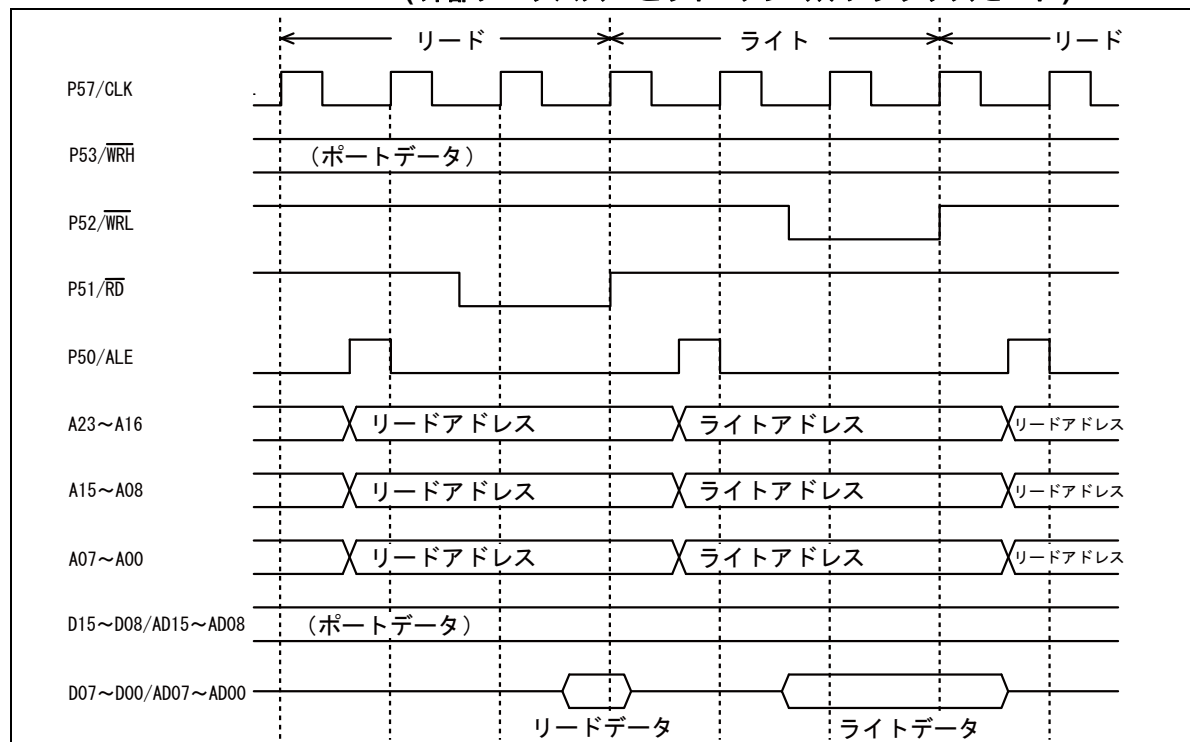 リード ライト リード
P57/CLK
P53/WRH (ポートデータ)
P52/WRL
P51/RD
P50/ALE
A23～A16 リードアドレス ライトアドレス リードアドレス
A15～A08 リードアドレス ライトアドレス リードアドレス
A07～A00 リードアドレス ライトアドレス リードアドレス
D15～D08/AD15～AD08 (ポートデータ)
D07～D00/AD07～AD00
リードデータ ライトデータ